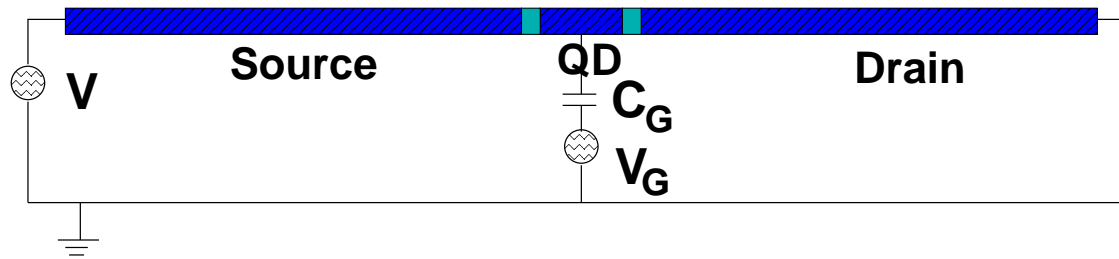 Source
QD
Drain
V
C_G
V_G